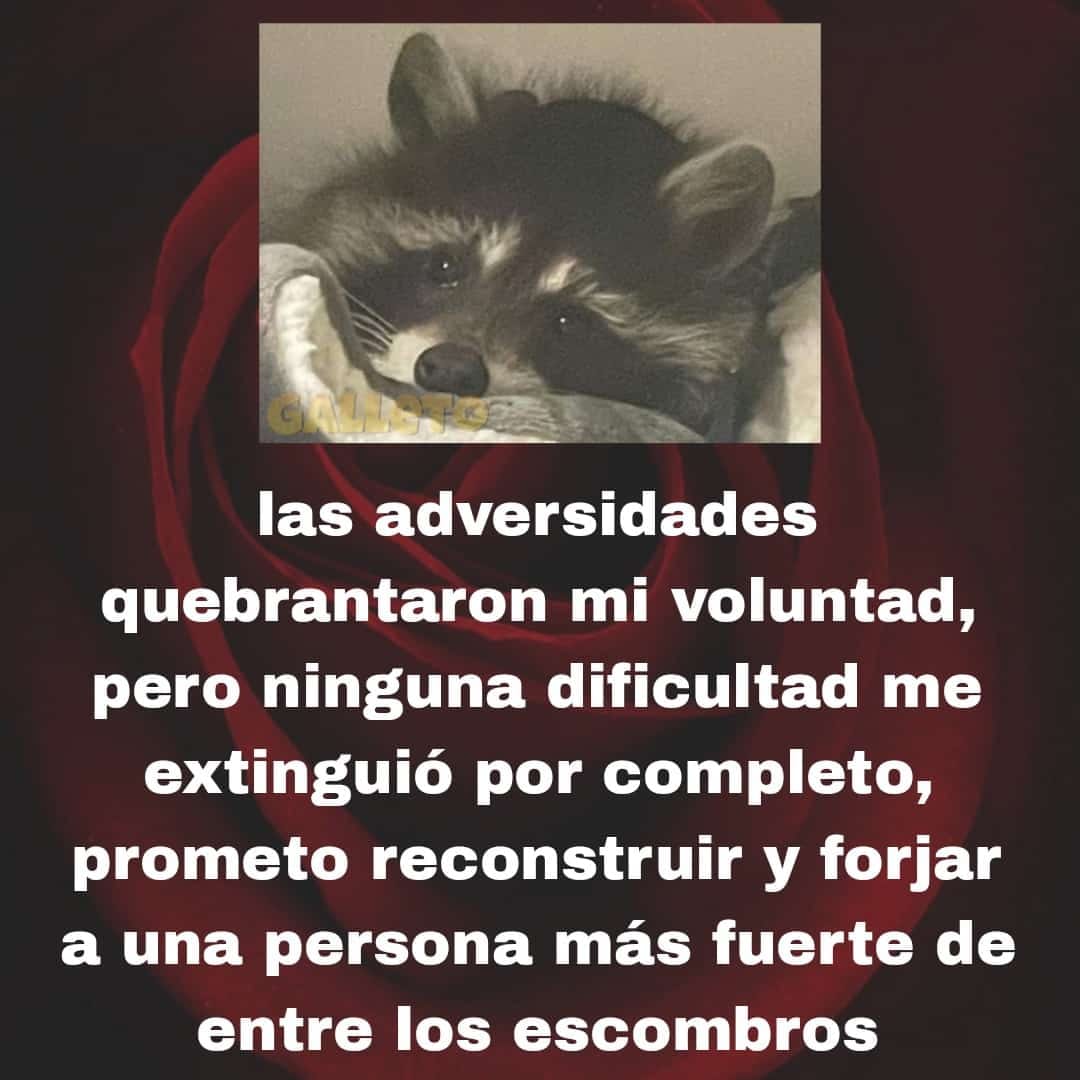 GALLETO
las adversidades
quebrantaron mi voluntad,
pero ninguna dificultad me
extinguió por completo,
prometo reconstruir y forjar
a una persona más fuerte de
entre los escombros